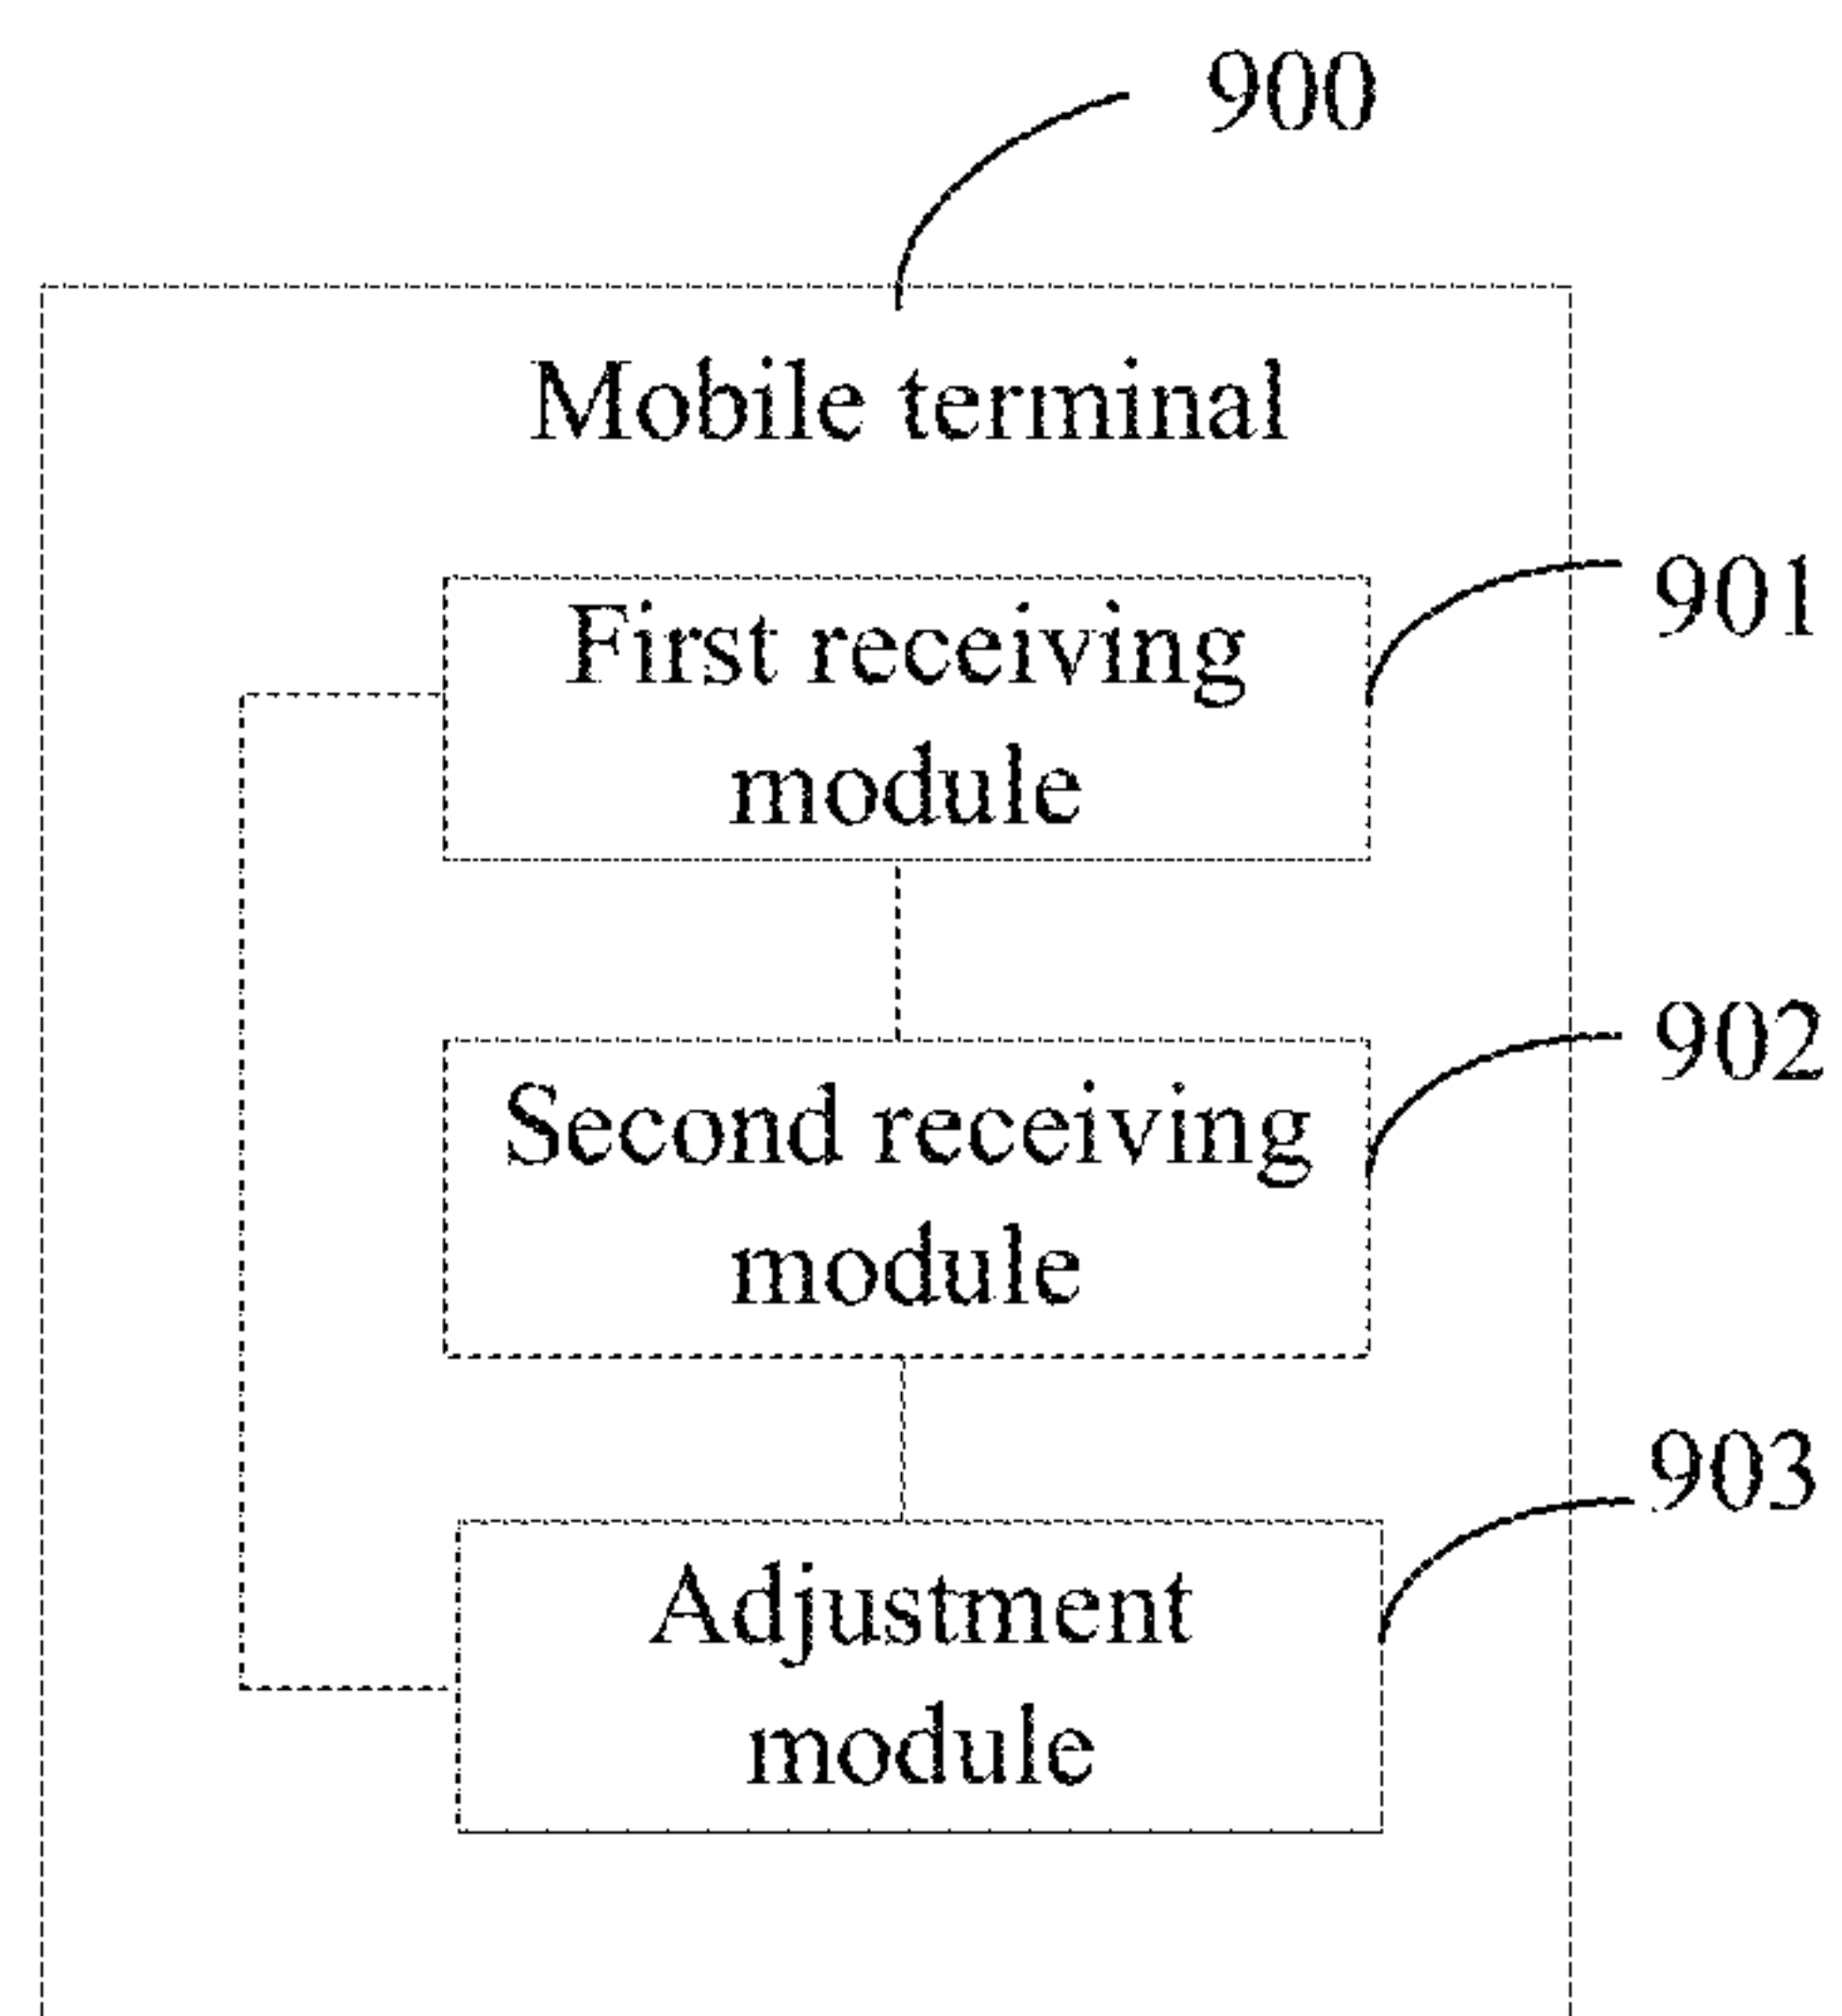 900
Mobile terminal
901
First receiving
module
902
Second receiving
module
903
Adjustment
module